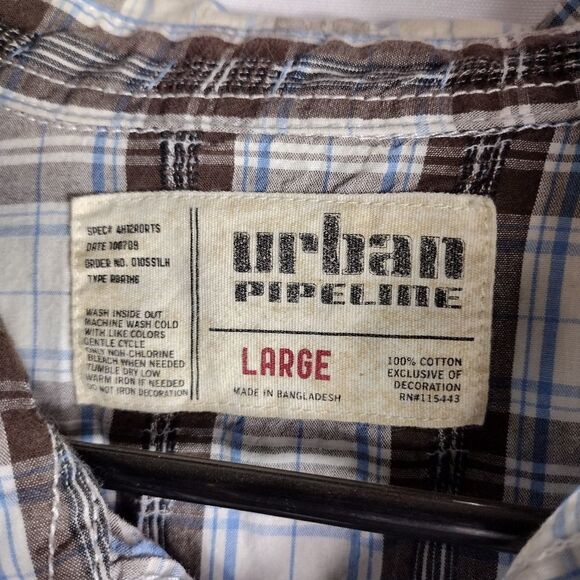 SPEC# 4H12RORTS
DATE 100709
ORDER NO. 010SS1LH
TYPE RBRTH6
WASH INSIDE OUT
MACHINE WASH COLD
WITH LIKE COLORS
GENTLE CYCLE
ONLY NON-CHLORINE
BLEACH WHEN NEEDED
TUMBLE DRY LOW
WARM IRON IF NEEDED
DO NOT IRON DECORATION
urban
PIPELINE
LARGE
MADE IN BANGLADESH
100% COTTON
EXCLUSIVE OF
DECORATION
RN#115443